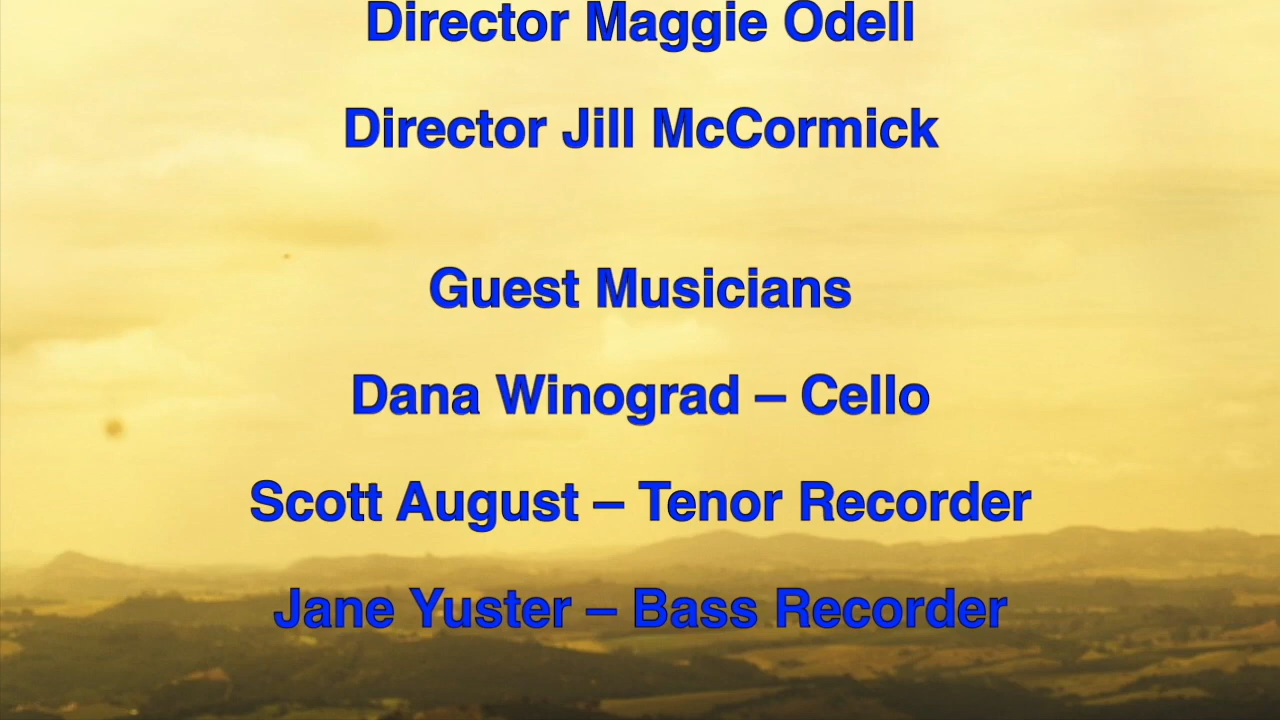 Director Maggie Odell
Director Jill McCormick
Guest Musicians
Dana Winograd – Cello
Scott August – Tenor Recorder
Jane Yuster – Bass Recorder